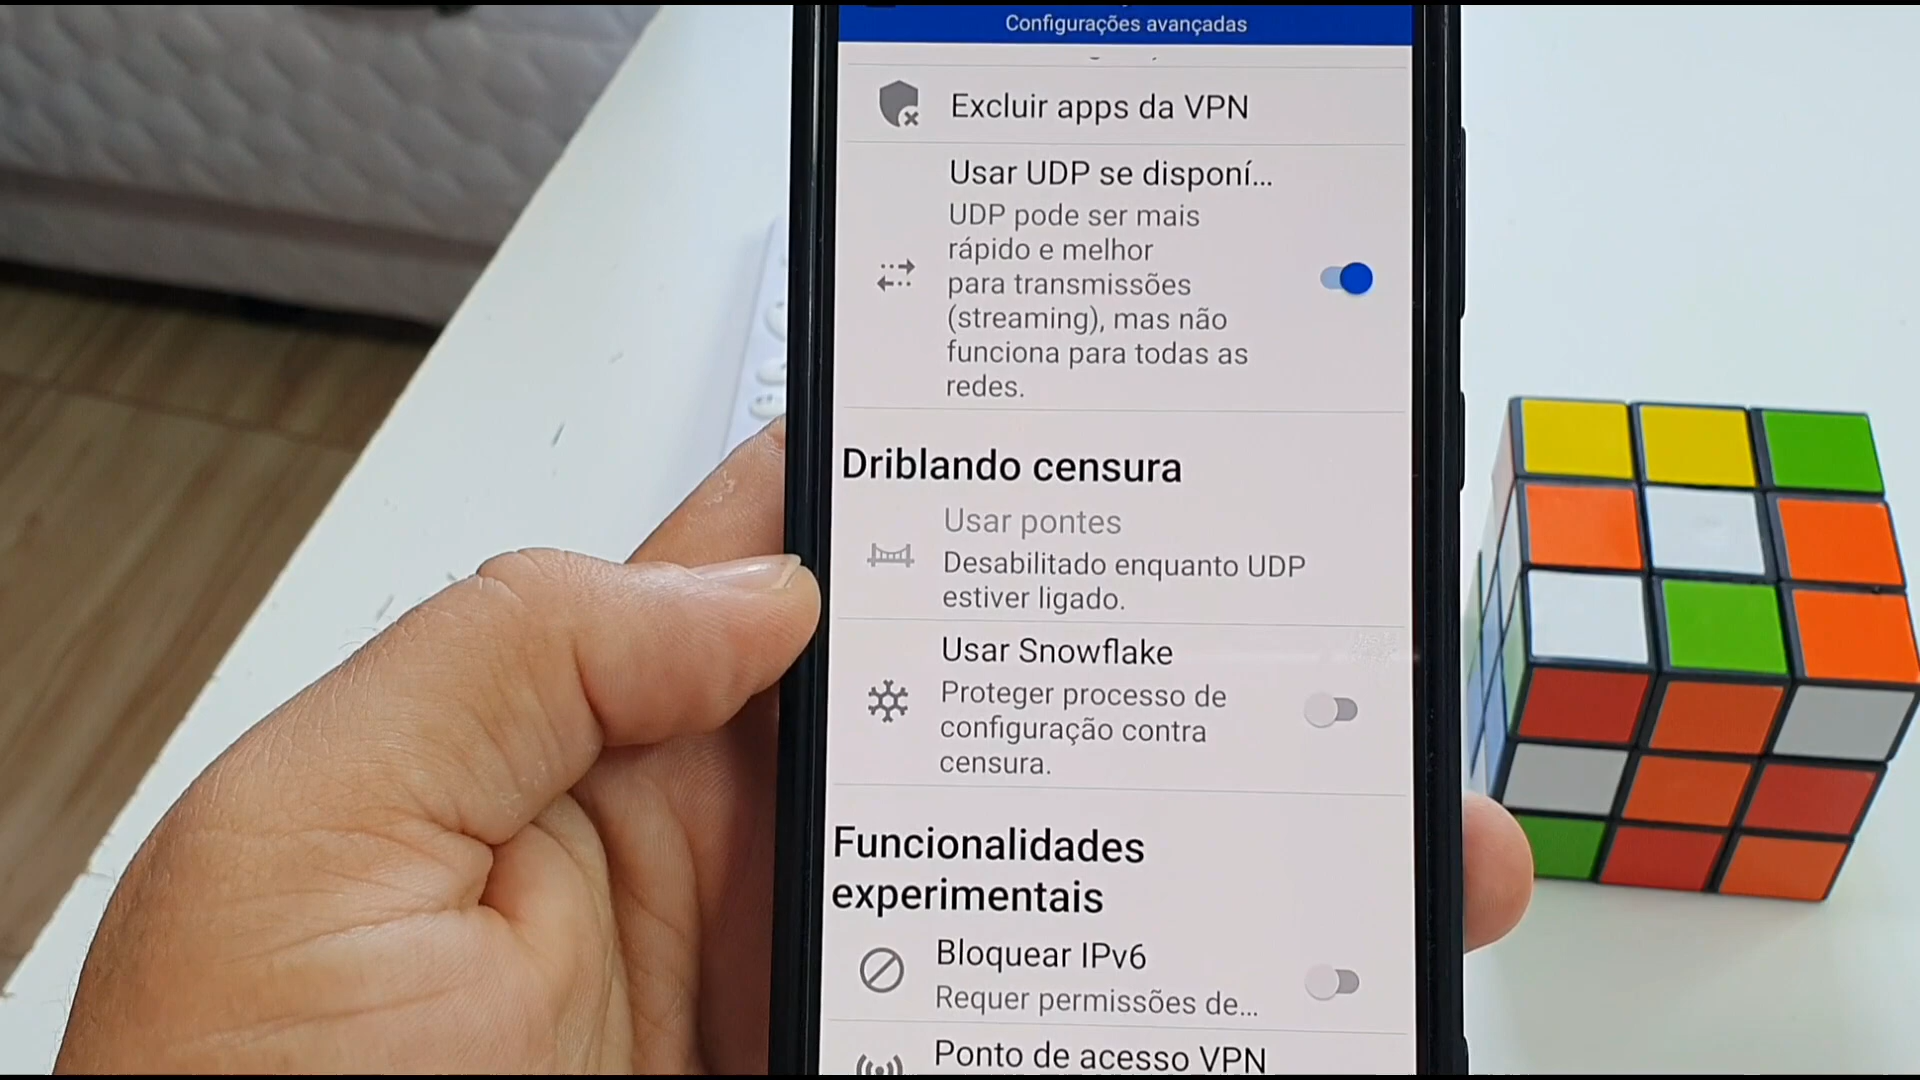 Configurações avançadas
Excluir apps da VPN
Usar UDP se disponí...
UDP pode ser mais
rápido e melhor
para transmissões
(streaming), mas não
funciona para todas as
redes.
Driblando censura
Usar pontes
Desabilitado enquanto UDP
estiver ligado.
Usar Snowflake
Proteger processo de
configuração contra
censura.
Funcionalidades
experimentais
Bloquear IPv6
Requer permissões de...
Ponto de acesso VPN